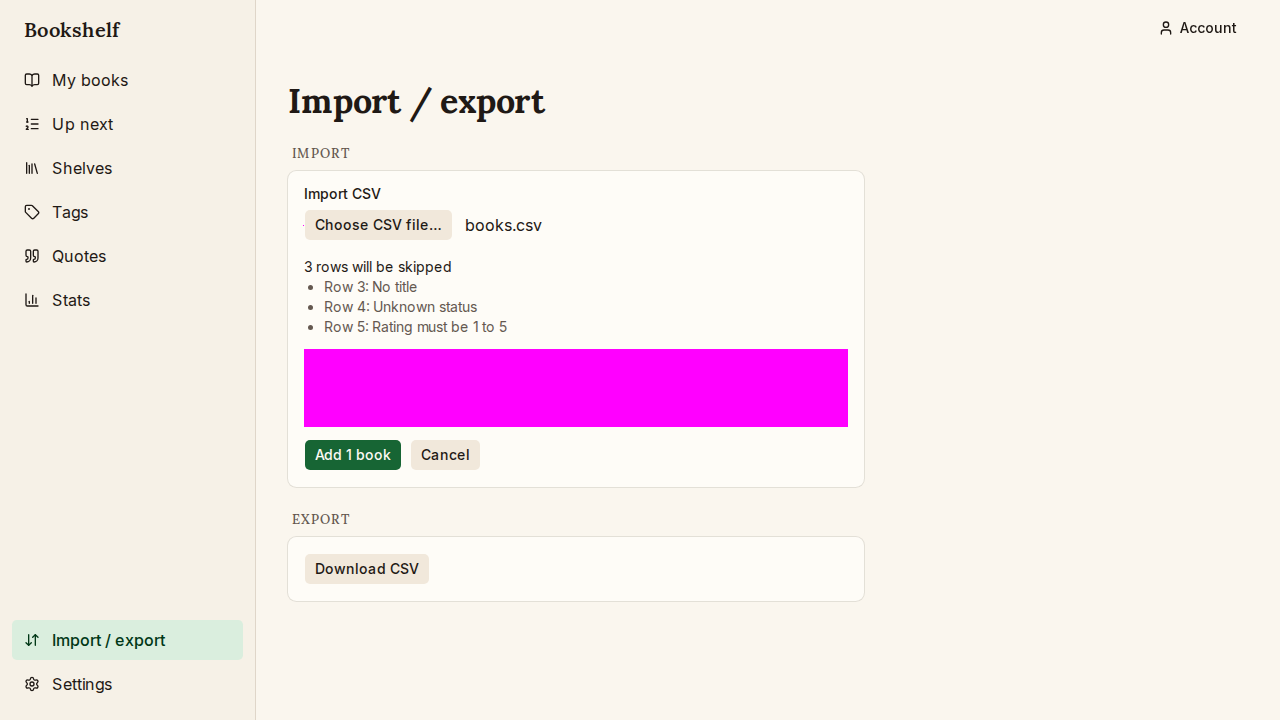 Bookshelf
My books
Up next
Shelves
Tags
Quotes
Stats
Import / export
Settings
Account
Import / export
IMPORT
Import CSV
Choose CSV file... books.csv
3 rows will be skipped
Row 3: No title
Row 4: Unknown status
Row 5: Rating must be 1 to 5
Add 1 book Cancel
EXPORT
Download CSV